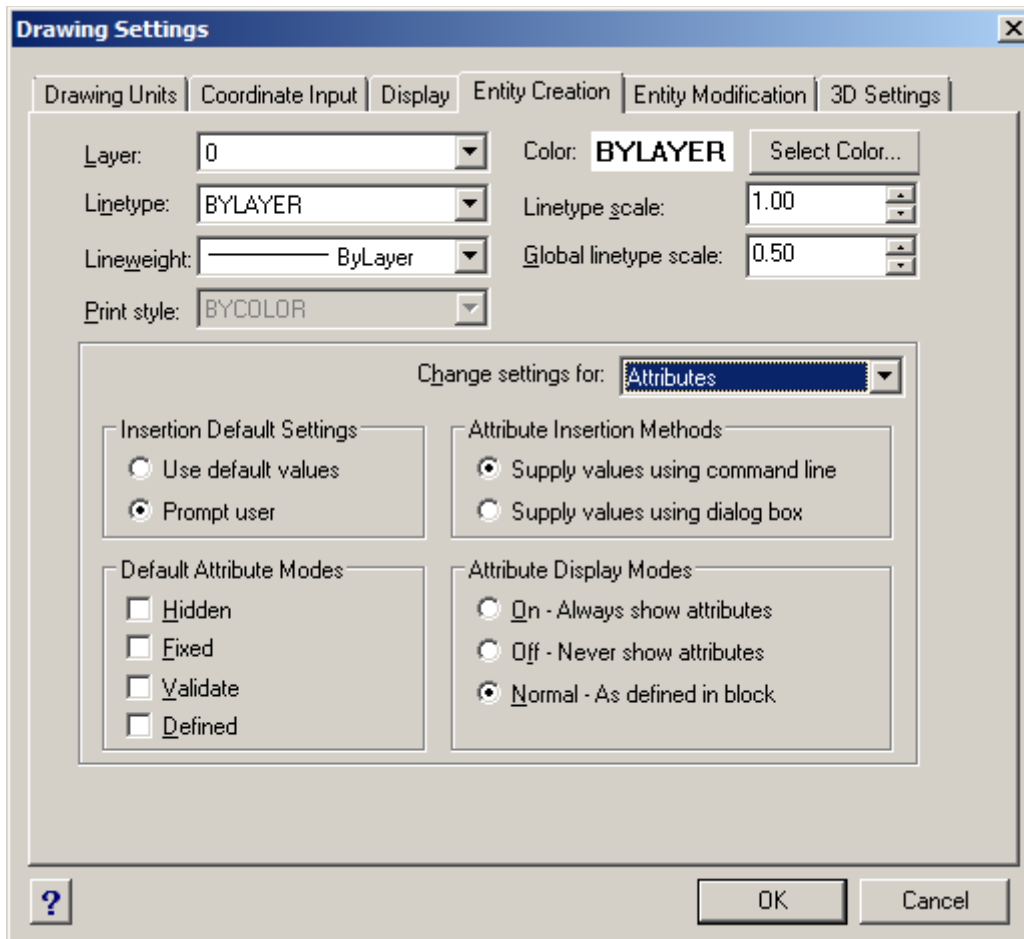 Drawing Settings
Drawing Units Coordinate Input Display Entity Creation Entity Modification 3D Settings
Layer: 0 Color: BYLAYER Select Color...
Linetype: BYLAYER Linetype scale: 1.00
Lineweight: ByLayer Global linetype scale: 0.50
Print style: BYCOLOR
Change settings for: Attributes
Insertion Default Settings
Use default values
Prompt user
Attribute Insertion Methods
Supply values using command line
Supply values using dialog box
Default Attribute Modes
Hidden
Fixed
Validate
Defined
Attribute Display Modes
On - Always show attributes
Off - Never show attributes
Normal - As defined in block
? OK Cancel